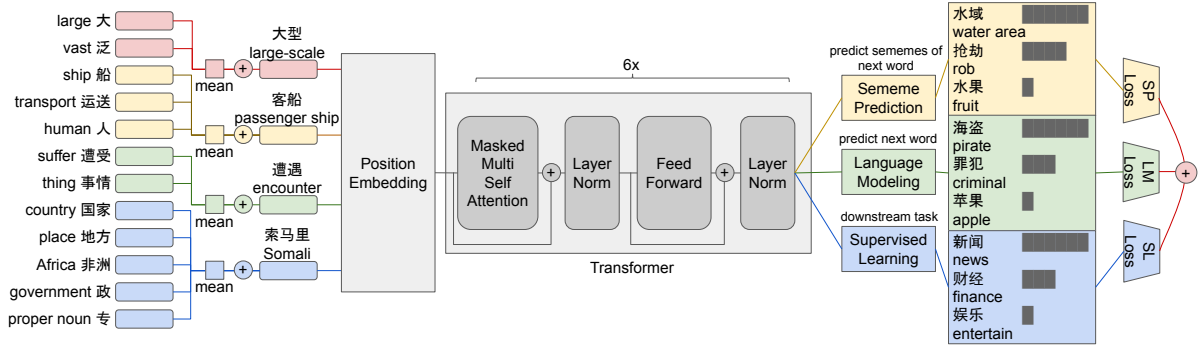 large 大
vast 泛
ship 船
transport 运送
human 人
suffer 遭受
thing 事情
country 国家
place 地方
Africa 非洲
government 政
proper noun 专
mean
+
大型
large-scale
mean
+
客船
passenger ship
mean
+
遭遇
encounter
mean
+
索马里
Somali
Position
Embedding
6x
Masked
Multi
Self
Attention
+
Layer
Norm
Feed
Forward
+
Layer
Norm
Transformer
predict sememes of
next word
Sememe
Prediction
predict next word
Language
Modeling
downstream task
Supervised
Learning
水域
water area
抢劫
rob
水果
fruit
海盗
pirate
罪犯
criminal
苹果
apple
新闻
news
财经
finance
娱乐
entertain
SP
Loss
LM
Loss
SL
Loss
+